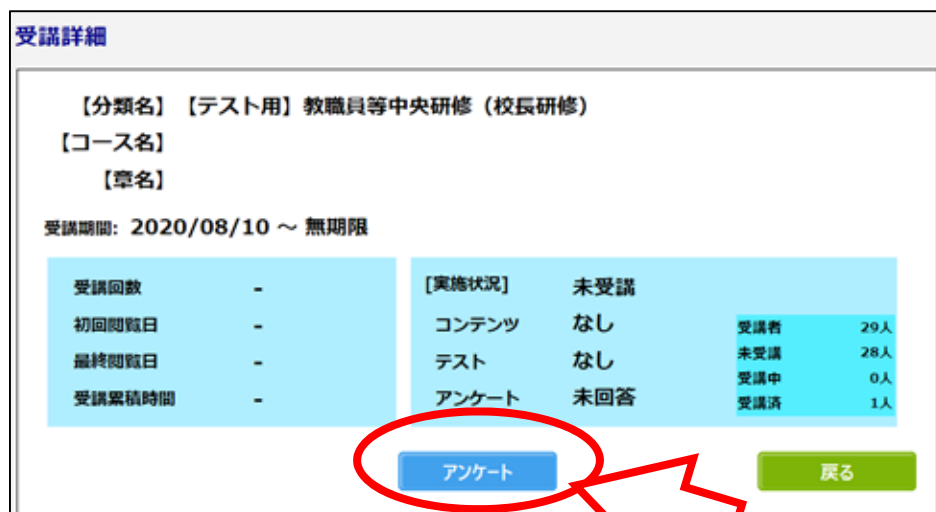 受講詳細
【分類名】【テスト用】教職員等中央研修（校長研修）
【コース名】
【章名】
受講期間: 2020/08/10 ～ 無期限
受講回数 -
初回閲覧日 -
最終閲覧日 -
受講累積時間 -
[実施状況] 未受講
コンテンツ なし
テスト なし
アンケート 未回答
受講者 29人
未受講 28人
受講中 0人
受講済 1人
アンケート
戻る